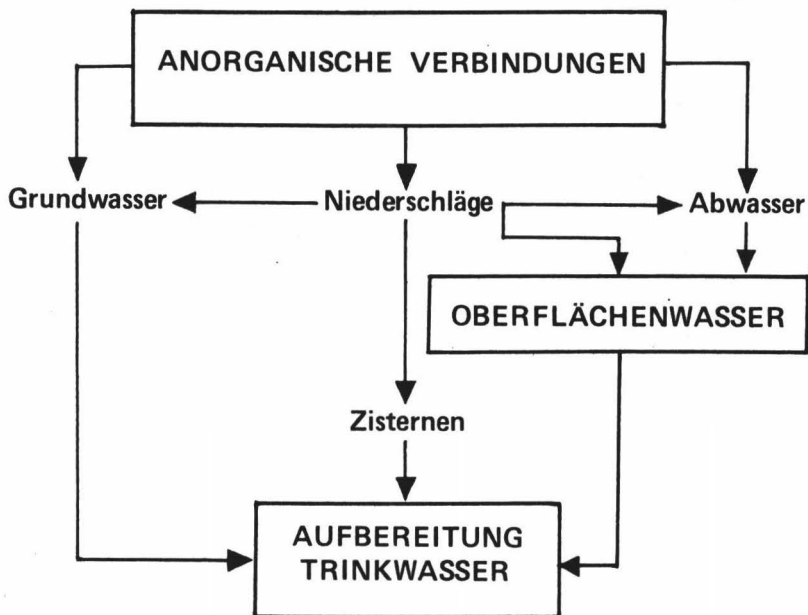 ANORGANISCHE VERBINDUNGEN
Grundwasser
Niederschläge
Abwasser
OBERFLÄCHENWASSER
Zisternen
AUFBEREITUNG
TRINKWASSER